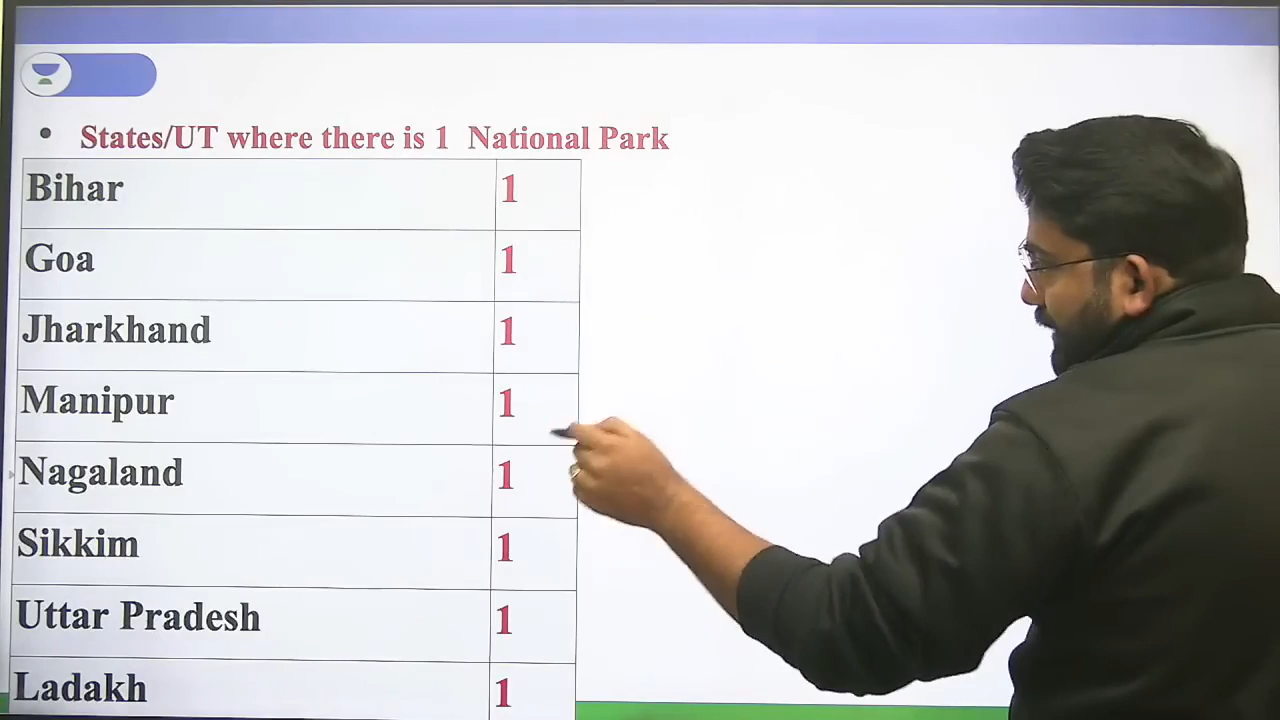 States/UT where there is 1 National Park
Bihar 1
Goa 1
Jharkhand 1
Manipur 1
Nagaland 1
Sikkim 1
Uttar Pradesh 1
Ladakh 1